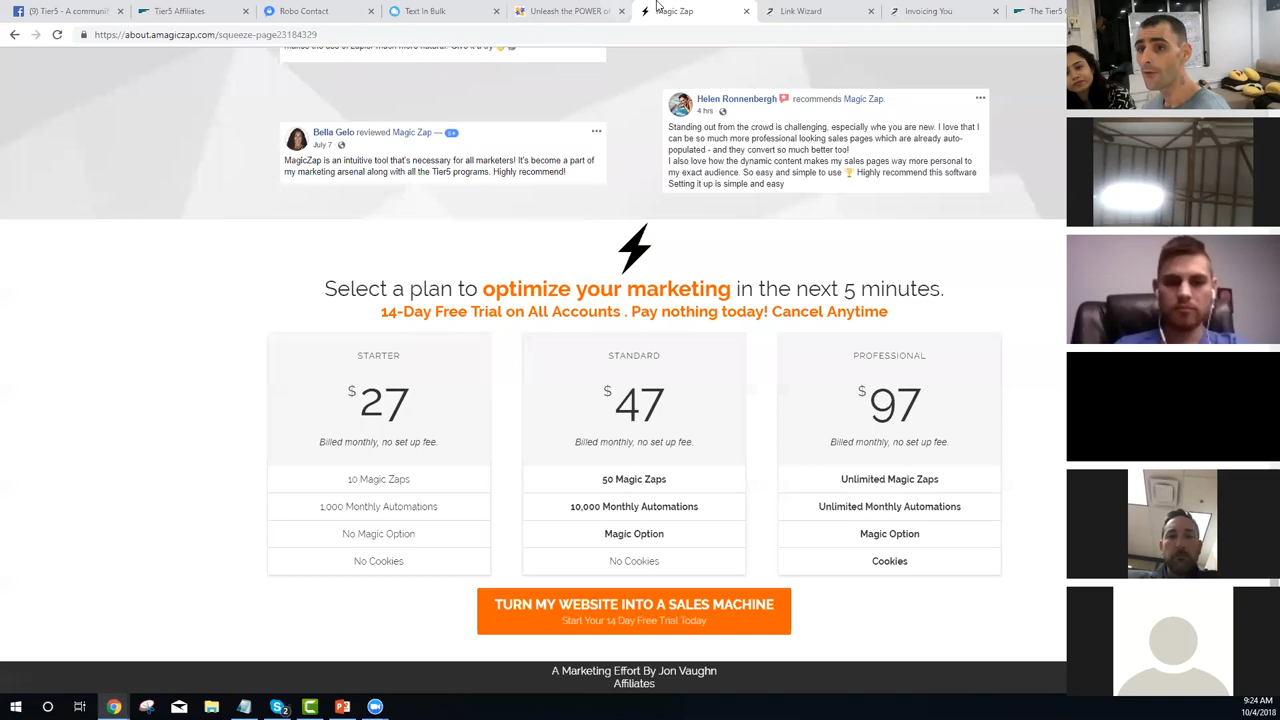 (9) Tier5 - A communi
Tier5 Affiliates
Robo Contact
Text In Bulk
Unleash the POWER of
Magic Zap
Link Wizard
Invoicing You
The Tier5
https://about.amagiczap.com/squeeze-page23184329
Helen Ronnenbergh recommends Magic Zap.
4 hrs
Standing out from the crowd is challenging, especially whe you are new. I love that I
can be so much more professional looking sales pages which are already auto-
populated - and they convert so much better too!
I also love how the dynamic content makes my sales pages way more personal to
my exact audience. So easy and simple to use 🏆 Highly recommend this software
Setting it up is simple and easy
Bella Gelo reviewed Magic Zap —
July 7
MagicZap is an intuitive tool that's necessary for all marketers! It's become a part of
my marketing arsenal along with all the Tier5 programs. Highly recommend!
Select a plan to optimize your marketing in the next 5 minutes.
14-Day Free Trial on All Accounts . Pay nothing today! Cancel Anytime
STARTER
$27
Billed monthly, no set up fee.
10 Magic Zaps
1,000 Monthly Automations
No Magic Option
No Cookies
STANDARD
$47
Billed monthly, no set up fee.
50 Magic Zaps
10,000 Monthly Automations
Magic Option
No Cookies
PROFESSIONAL
$97
Billed monthly, no set up fee.
Unlimited Magic Zaps
Unlimited Monthly Automations
Magic Option
Cookies
TURN MY WEBSITE INTO A SALES MACHINE
Start Your 14 Day Free Trial Today
A Marketing Effort By Jon Vaughn
Affiliates
2
9:24 AM
10/4/2018